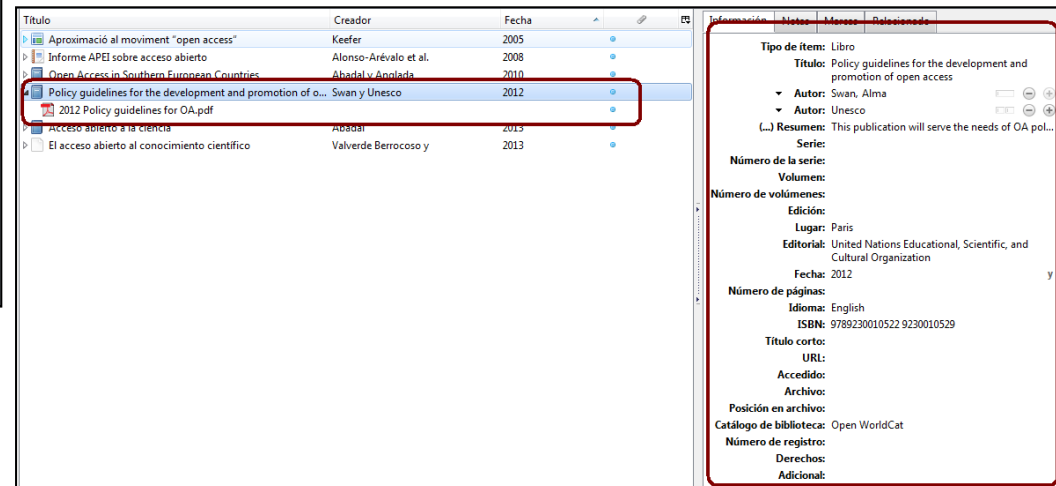 Título Creador Fecha
Aproximació al moviment "open access" Keefer 2005
Informe APEI sobre acceso abierto Alonso-Arévalo et al. 2008
Open Access in Southern European Countries Abadal y Anglada 2010
Policy guidelines for the development and promotion of o... Swan y Unesco 2012
2012 Policy guidelines for OA.pdf
Acceso abierto a la ciencia Abadal 2013
El acceso abierto al conocimiento científico Valverde Berrocoso y 2013
Información Notas Marcas Relacionado
Tipo de ítem: Libro
Título: Policy guidelines for the development and
promotion of open access
Autor: Swan, Alma
Autor: Unesco
(...) Resumen: This publication will serve the needs of OA pol...
Serie:
Número de la serie:
Volumen:
Número de volúmenes:
Edición:
Lugar: Paris
Editorial: United Nations Educational, Scientific, and
Cultural Organization
Fecha: 2012 y
Número de páginas:
Idioma: English
ISBN: 9789230010522 9230010529
Título corto:
URL:
Accedido:
Archivo:
Posición en archivo:
Catálogo de biblioteca: Open WorldCat
Número de registro:
Derechos:
Adicional: